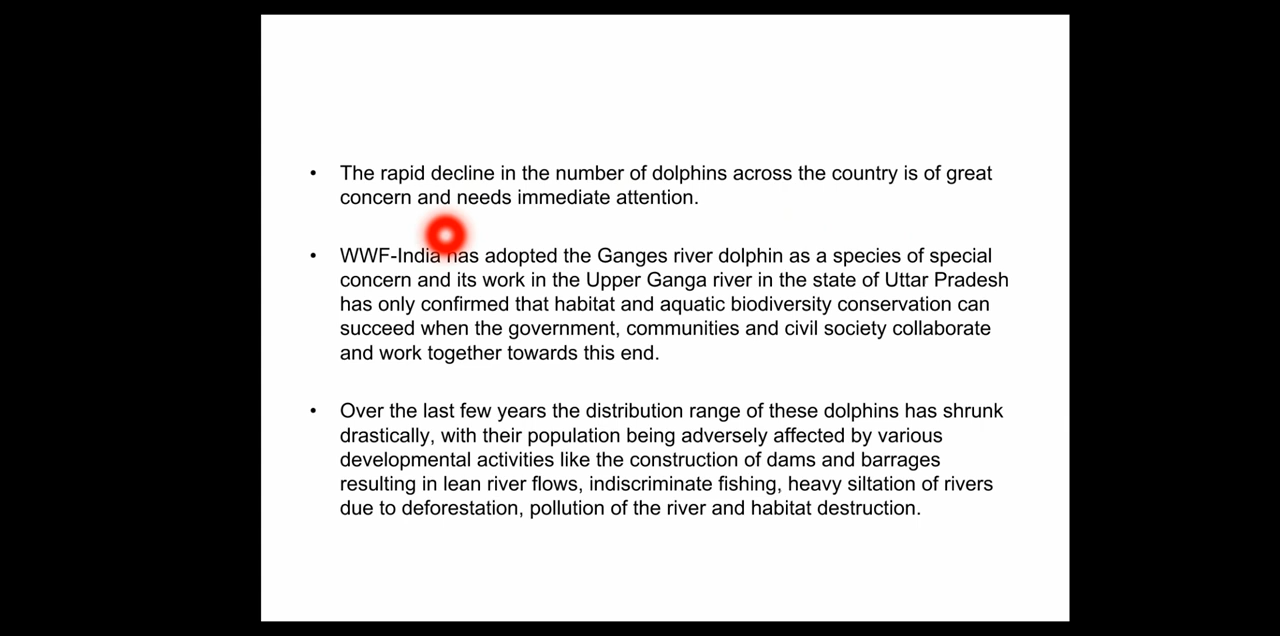 • The rapid decline in the number of dolphins across the country is of great
concern and needs immediate attention.
• WWF-India has adopted the Ganges river dolphin as a species of special
concern and its work in the Upper Ganga river in the state of Uttar Pradesh
has only confirmed that habitat and aquatic biodiversity conservation can
succeed when the government, communities and civil society collaborate
and work together towards this end.
• Over the last few years the distribution range of these dolphins has shrunk
drastically, with their population being adversely affected by various
developmental activities like the construction of dams and barrages
resulting in lean river flows, indiscriminate fishing, heavy siltation of rivers
due to deforestation, pollution of the river and habitat destruction.